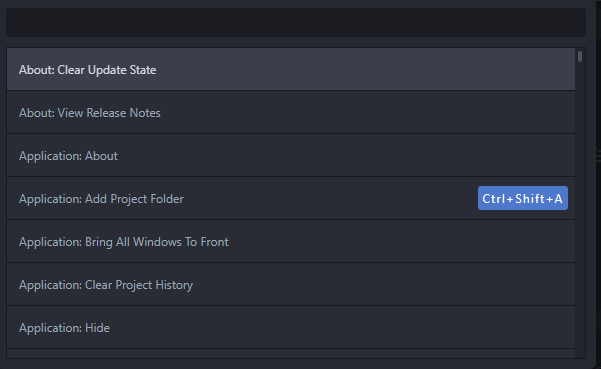 About: Clear Update State
About: View Release Notes
Application: About
Application: Add Project Folder Ctrl+Shift+A
Application: Bring All Windows To Front
Application: Clear Project History
Application: Hide